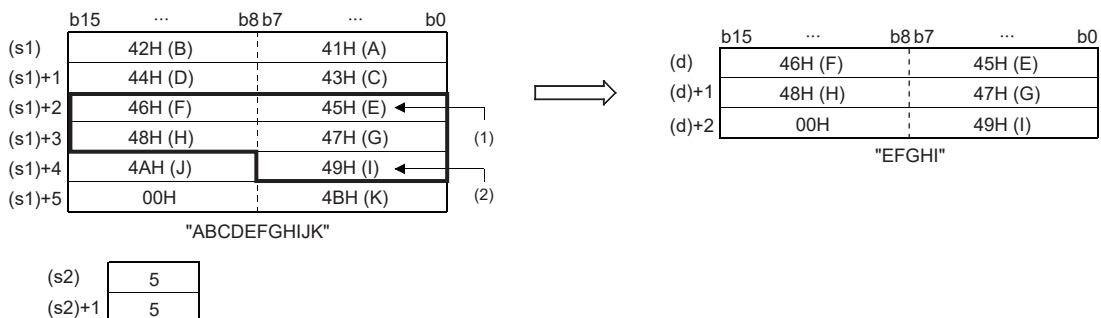 b15 ... b8 b7 ... b0
(s1) 42H (B) 41H (A)
(s1)+1 44H (D) 43H (C)
(s1)+2 46H (F) 45H (E)
(s1)+3 48H (H) 47H (G) (1)
(s1)+4 4AH (J) 49H (I)
(s1)+5 00H 4BH (K) (2)
"ABCDEFGHIJK"
(s2) 5
(s2)+1 5
b15 ... b8 b7 ... b0
(d) 46H (F) 45H (E)
(d)+1 48H (H) 47H (G)
(d)+2 00H 49H (I)
"EFGHI"